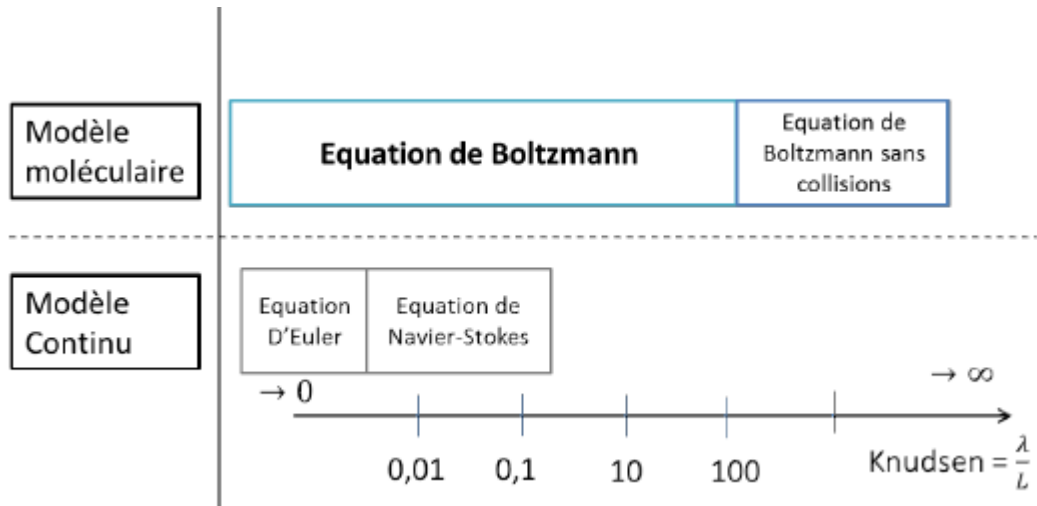 Modèle
moléculaire
Equation de Boltzmann
Equation de
Boltzmann sans
collisions
Modèle
Continu
Equation
D'Euler
Equation de
Navier-Stokes
→ 0
→ ∞
0,01
0,1
10
100
Knudsen = λ/L